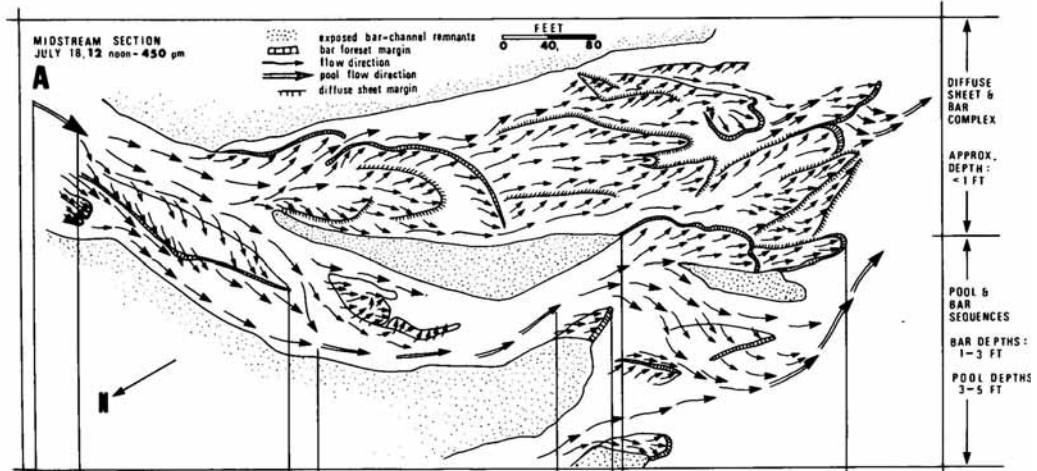 MIDSTREAM SECTION
JULY 18, 12 noon-450 pm
A
exposed bar-channel remnants
bar foreset margin
flow direction
pool flow direction
diffuse sheet margin
FEET
0 40, 80
N
DIFFUSE
SHEET &
BAR
COMPLEX
APPROX.
DEPTH:
<1 FT
POOL &
BAR
SEQUENCES
BAR DEPTHS:
1-3 FT
POOL DEPTHS
3-5 FT